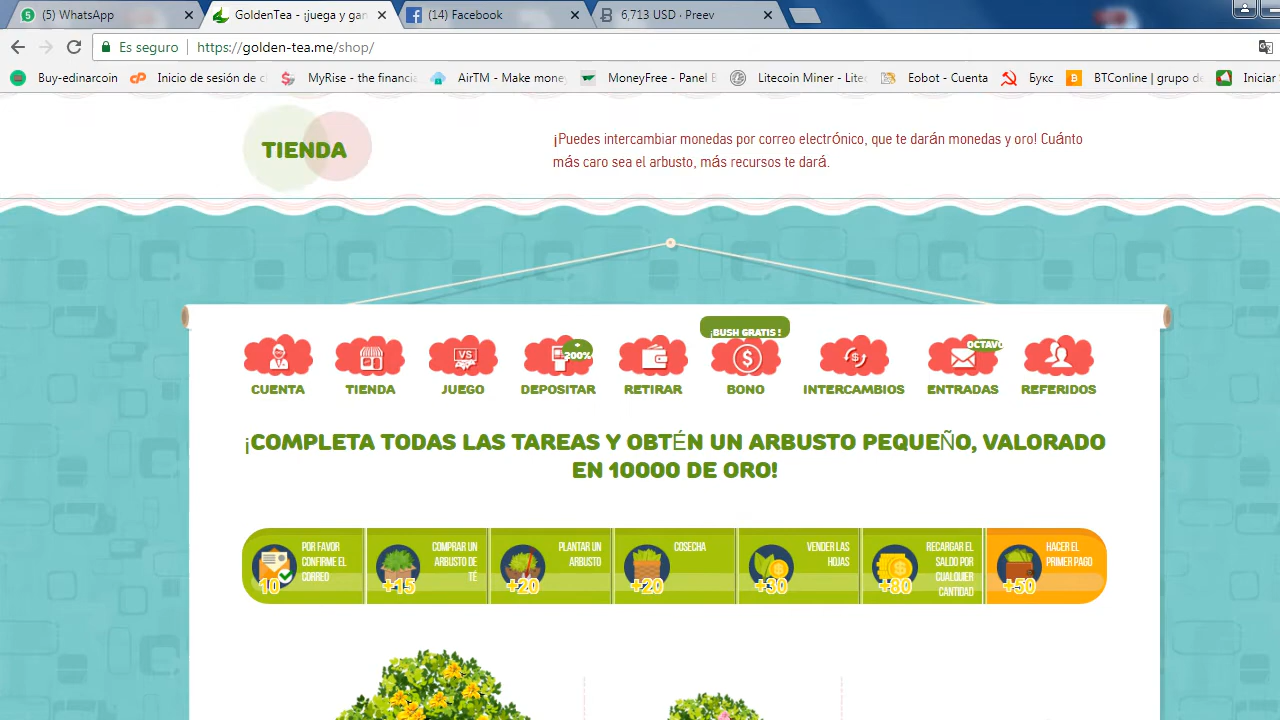 (5) WhatsApp
GoldenTea - ¡juega y gan
(14) Facebook
6,713 USD · Preev
Es seguro
https://golden-tea.me/shop/
Buy-edinarcoin
Inicio de sesión de c
MyRise - the financia
AirTM - Make mone
MoneyFree - Panel B
Litecoin Miner - Lite
Eobot - Cuenta
Букс
BTConline | grupo d
Iniciar
TIENDA
¡Puedes intercambiar monedas por correo electrónico, que te darán monedas y oro! Cuánto
más caro sea el arbusto, más recursos te dará.
¡BUSH GRATIS !
+
200%
OCTAVO
CUENTA
TIENDA
VS
JUEGO
DEPOSITAR
RETIRAR
BONO
INTERCAMBIOS
ENTRADAS
REFERIDOS
¡COMPLETA TODAS LAS TAREAS Y OBTÉN UN ARBUSTO PEQUEÑO, VALORADO
EN 10000 DE ORO!
POR FAVOR
CONFIRME EL
CORREO
10
COMPRAR UN
ARBUSTO DE
TÉ
+15
PLANTAR UN
ARBUSTO
+20
COSECHA
+20
VENDER LAS
HOJAS
+30
RECARGAR EL
SALDO POR
CUALQUIER
CANTIDAD
+80
HACER EL
PRIMER PAGO
+50